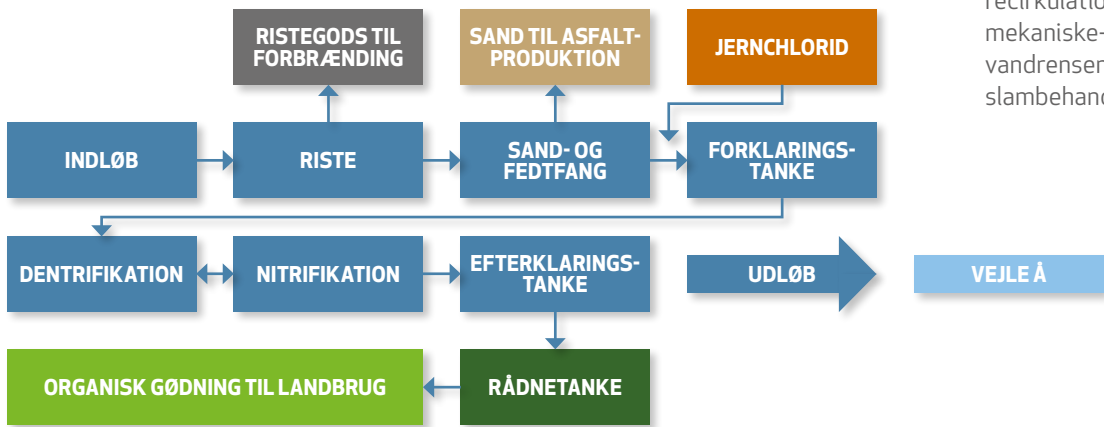 RISTEGODS TIL
FORBRÆNDING
SAND TIL ASFALT-
PRODUKTION
JERNCHLORID
INDLØB
RISTE
SAND- OG
FEDTFANG
FORKLARINGS-
TANKE
DENTRIFIKATION
NITRIFIKATION
EFTERKLARINGS-
TANKE
UDLØB
VEJLE Å
ORGANISK GØDNING TIL LANDBRUG
RÅDNETANKE
mekaniske-